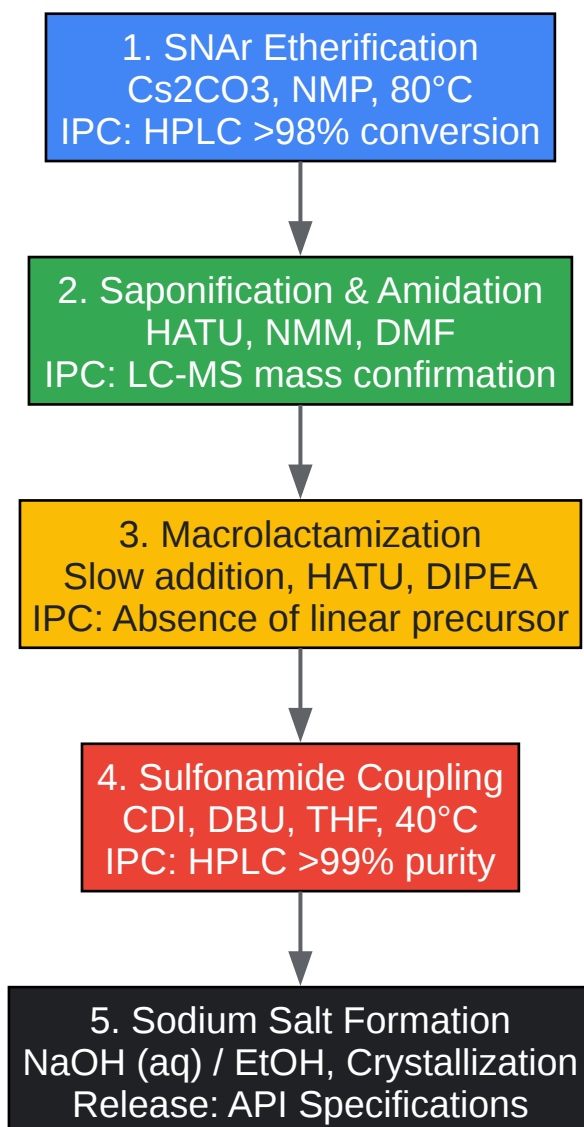 1. SNAr Etherification
Cs2CO3, NMP, 80°C
IPC: HPLC >98% conversion
2. Saponification & Amidation
HATU, NMM, DMF
IPC: LC-MS mass confirmation
3. Macrolactamization
Slow addition, HATU, DIPEA
IPC: Absence of linear precursor
4. Sulfonamide Coupling
CDI, DBU, THF, 40°C
IPC: HPLC >99% purity
5. Sodium Salt Formation
NaOH (aq) / EtOH, Crystallization
Release: API Specifications